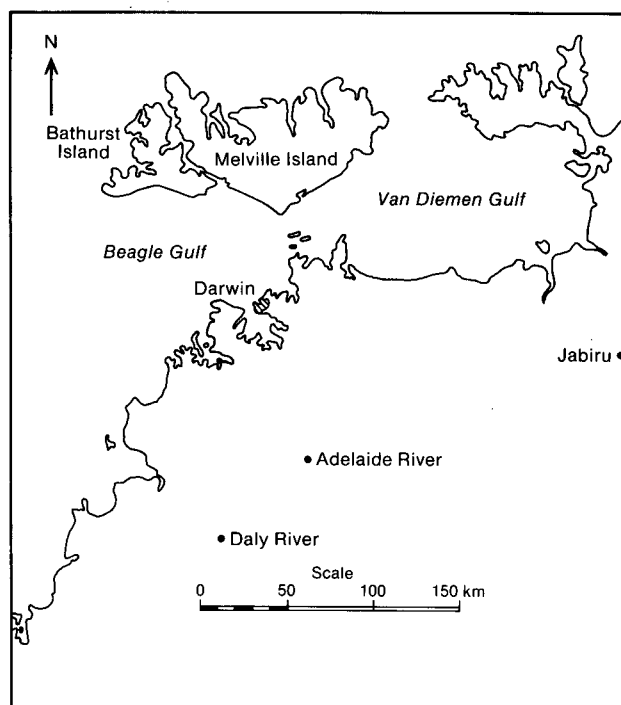 N
Bathurst
Island
Melville Island
Van Diemen Gulf
Beagle Gulf
Darwin
Jabiru
Adelaide River
Daly River
Scale
0 50 100 150 km